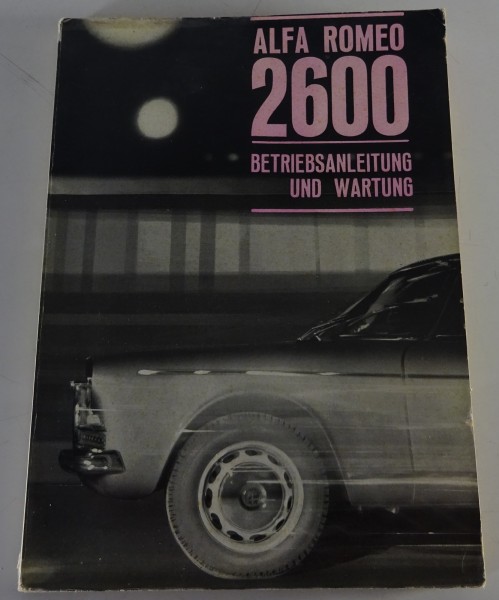 ALFA ROMEO
2600
BETRIEBSANLEITUNG
UND WARTUNG